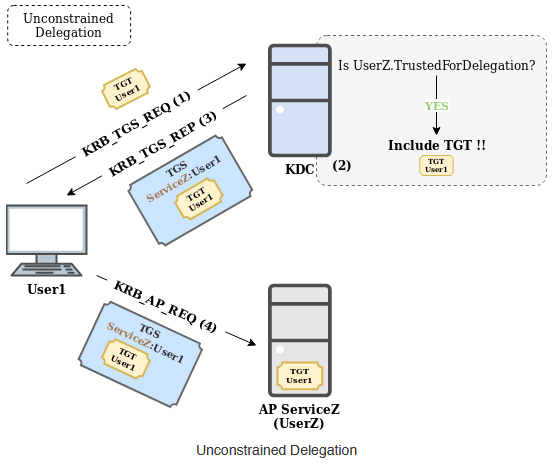 Unconstrained
Delegation
TGT
User1
KRB_TGS_REQ (1)
KRB_TGS_REP (3)
TGS
ServiceZ:User1
TGT
User1
KDC
(2)
Is UserZ.TrustedForDelegation?
YES
Include TGT !!
TGT
User1
User1
KRB_AP_REQ (4)
TGS
ServiceZ:User1
TGT
User1
TGT
User1
AP ServiceZ
(UserZ)
Unconstrained Delegation